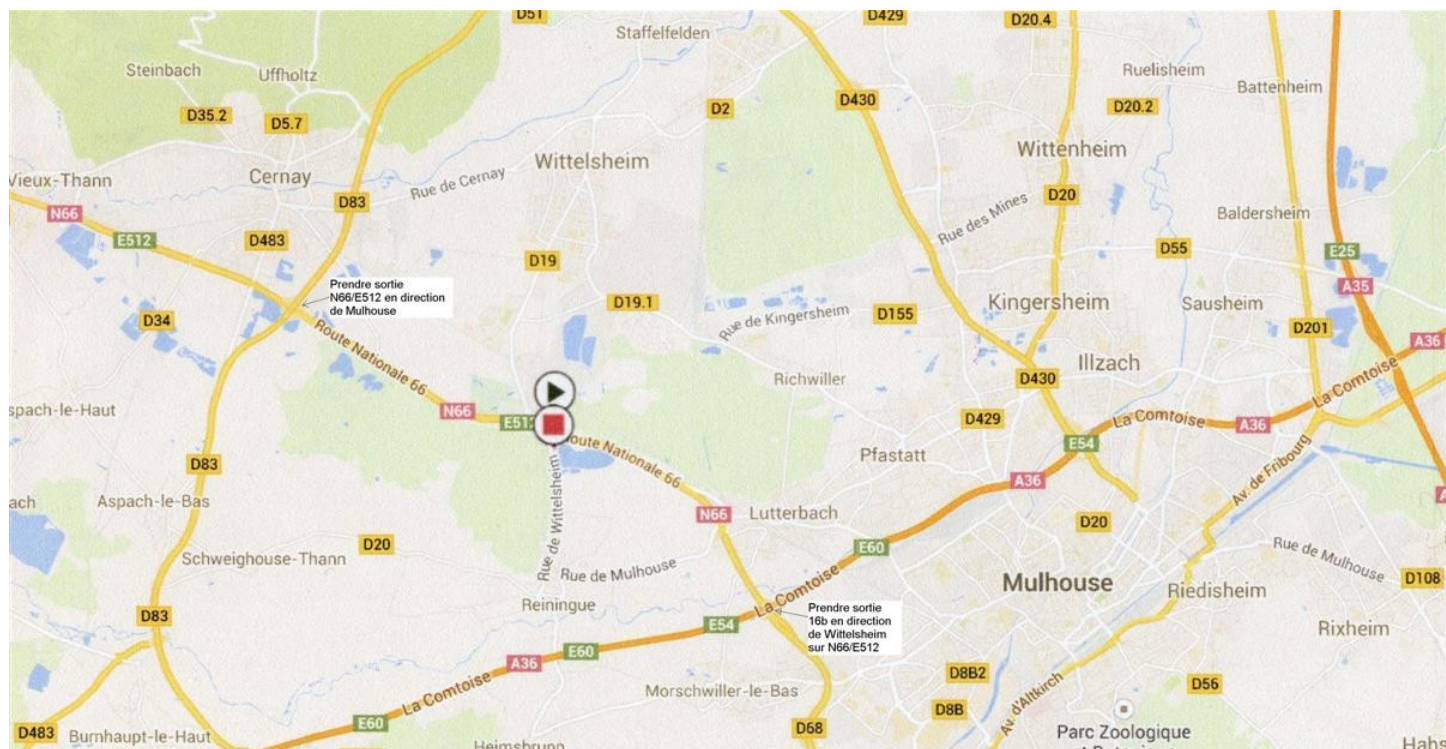 D51
D429
D20.4
Staffelfelden
Steinbach
Uffholtz
Ruelisheim
Battenheim
D430
D2
D20.2
D35.2
D5.7
Wittelsheim
Wittenheim
Vieux-Thann
Cernay
Rue de Cernay
D83
D20
N66
Rue des Mines
Baldersheim
E512
D483
D19
D55
E25
A35
Prendre sortie
N66/E512 en direction
de Mulhouse
D19.1
Kingersheim
Sausheim
D34
Rue de Kingersheim
D155
D201
Route Nationale 66
A36
Illzach
Richwiller
D430
La Comtoise
spach-le-Haut
N66
E512
D429
La Comtoise
A36
oute Nationale 66
E54
Pfastatt
D83
A36
Av. de Fribourg
ach
Aspach-le-Bas
Rue de Wittelsheim
N66
Lutterbach
D20
A
D20
E60
Schweighouse-Thann
Rue de Mulhouse
Rue de Mulhouse
Mulhouse
Riedisheim
D108
La Comtoise
Reiningue
D83
Prendre sortie
16b en direction
de Wittelsheim
sur N66/E512
Rixheim
E54
E60
A36
La Comtoise
Morschwiller-le-Bas
D8B2
D56
D8B
Av. d'Altkirch
E60
D68
D483
Burnhaupt-le-Haut
Heimsbrunn
Parc Zoologique
et Botanique
Habs